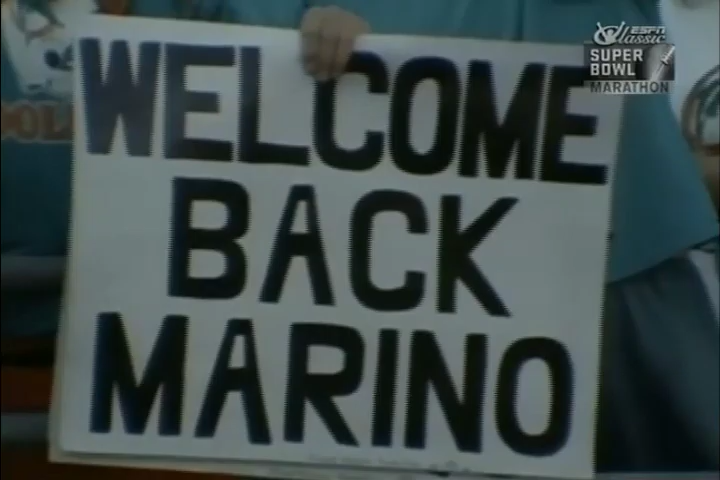 ESPN
Classic
SUPER
BOWL
MARATHON
WELCOME
BACK
MARINO